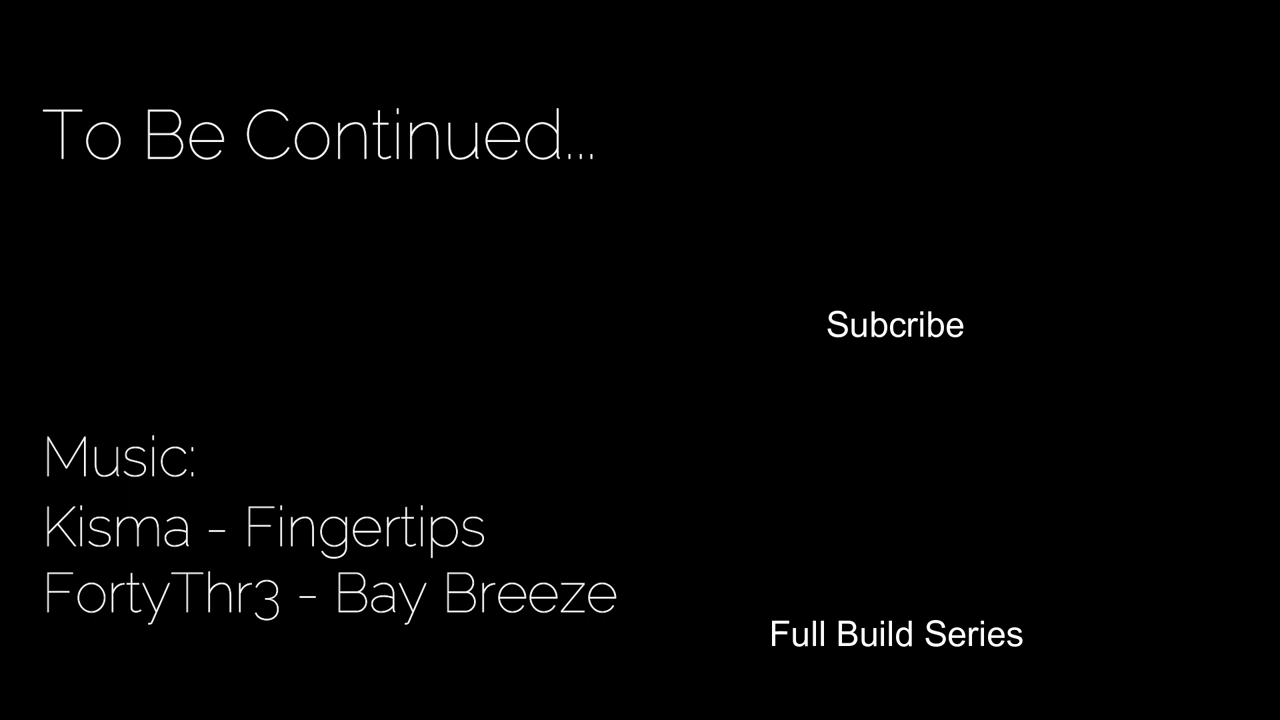 To Be Continued...
Subcribe
Music:
Kisma - Fingertips
FortyThr3 - Bay Breeze
Full Build Series